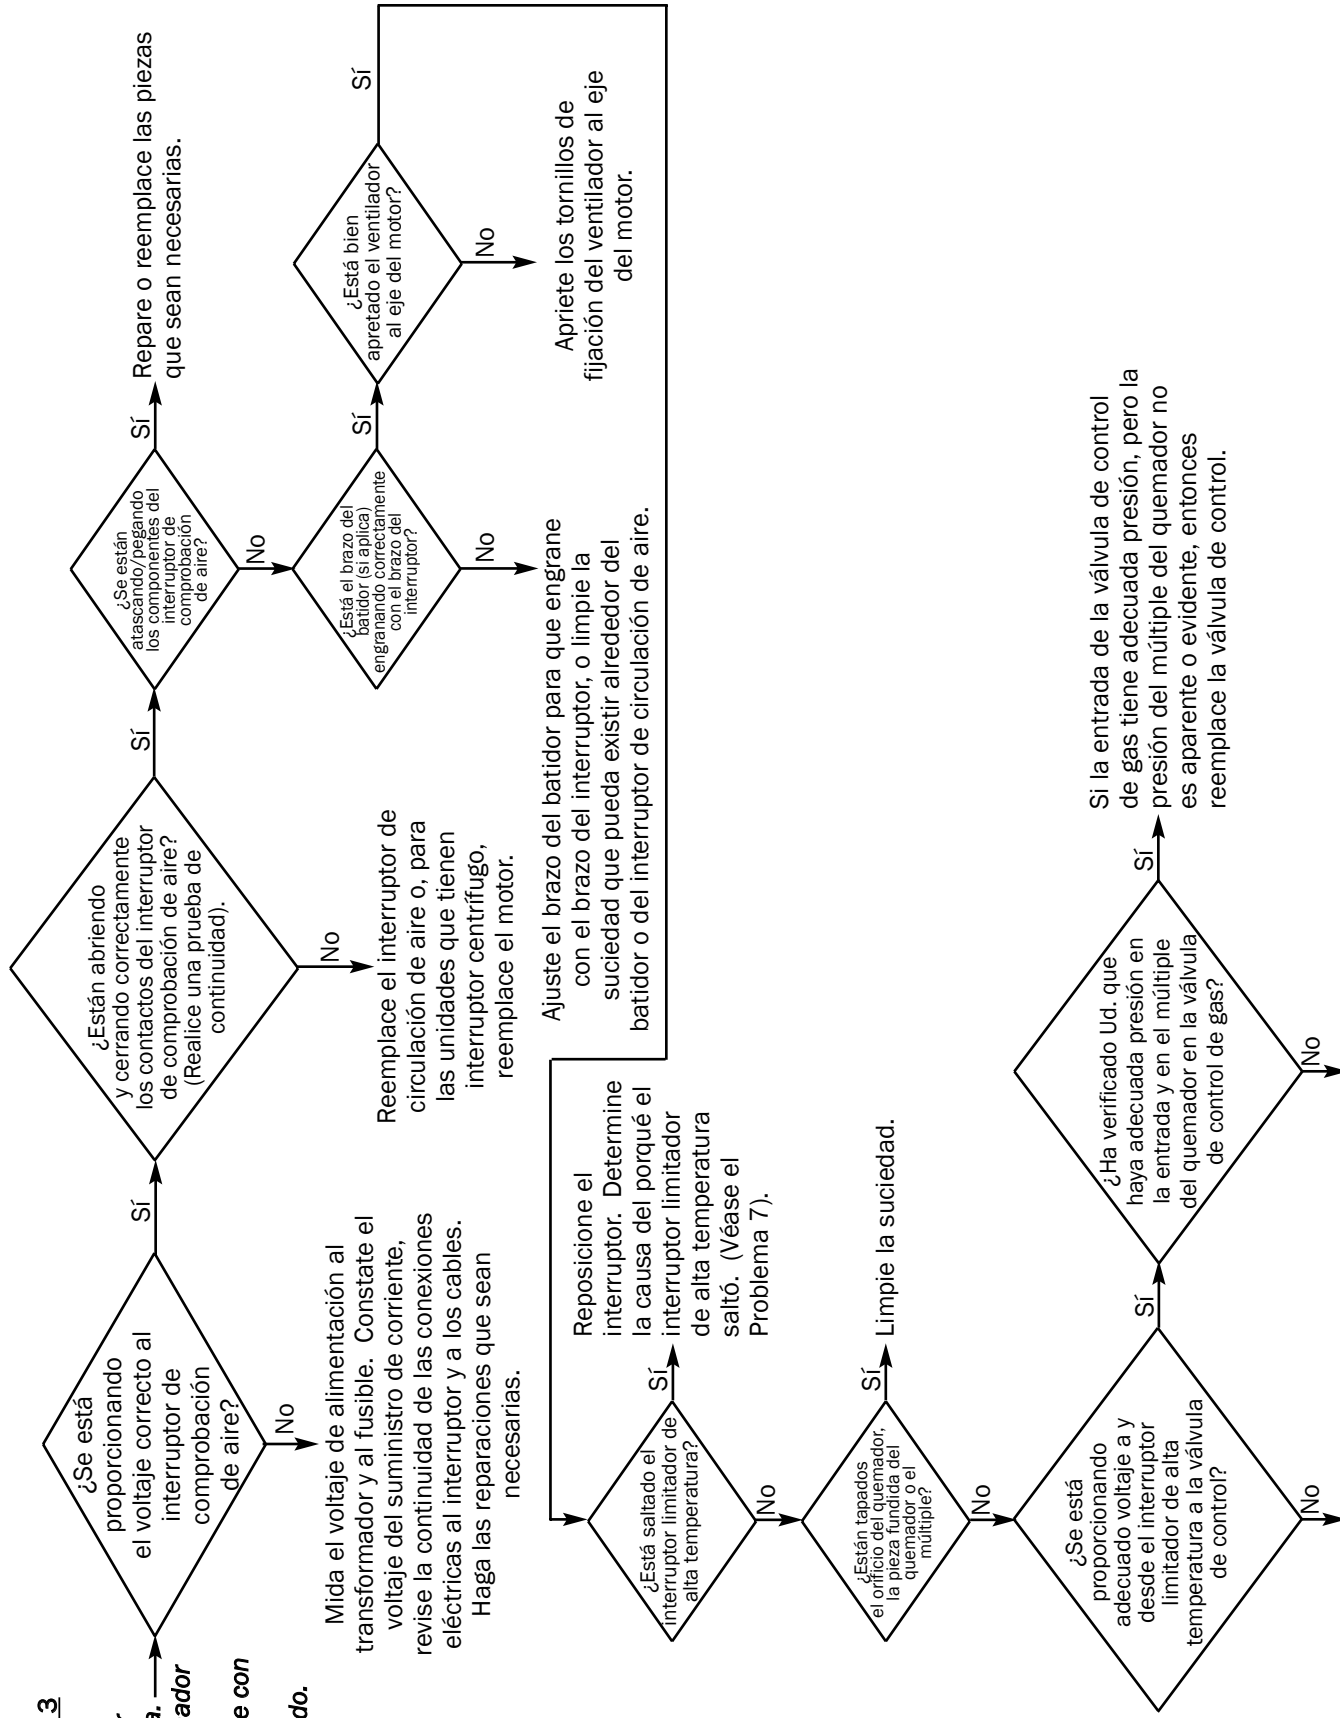 3
a.
ador
e con
do.
¿Se está
proporcionando
el voltaje correcto al
interruptor de
comprobación
de aire?
Sí
No
Mida el voltaje de alimentación al
transformador y al fusible. Constate el
voltaje del suministro de corriente,
revise la continuidad de las conexiones
eléctricas al interruptor y a los cables.
Haga las reparaciones que sean
necesarias.
¿Están abriendo
y cerrando correctamente
los contactos del interruptor
de comprobación de aire?
(Realice una prueba de
continuidad).
Sí
No
Reemplace el interruptor de
circulación de aire o, para
las unidades que tienen
interruptor centrífugo,
reemplace el motor.
¿Se están
atascando/pegando
los componentes del
interruptor de
comprobación
de aire?
Sí
Repare o reemplace las piezas
que sean necesarias.
No
¿Está el brazo del
batidor (si aplica)
engranando correctamente
con el brazo del
interruptor?
Sí
No
Ajuste el brazo del batidor para que engrane
con el brazo del interruptor, o limpie la
suciedad que pueda existir alrededor del
batidor o del interruptor de circulación de aire.
¿Está bien
apretado el ventilador
al eje del motor?
Sí
No
Apriete los tornillos de
fijación del ventilador al eje
del motor.
¿Está saltado el
interruptor limitador de
alta temperatura?
Sí
Reposicione el
interruptor. Determine
la causa del porqué el
interruptor limitador
de alta temperatura
saltó. (Véase el
Problema 7).
No
¿Están tapados
el orificio del quemador,
la pieza fundida del
quemador o el
múltiple?
Sí
Limpie la suciedad.
No
¿Se está
proporcionando
adecuado voltaje a y
desde el interruptor
limitador de alta
temperatura a la válvula
de control?
Sí
No
¿Ha verificado Ud. que
haya adecuada presión en
la entrada y en el múltiple
del quemador en la válvula
de control de gas?
Sí
No
Si la entrada de la válvula de control
de gas tiene adecuada presión, pero la
presión del múltiple del quemador no
es aparente o evidente, entonces
reemplace la válvula de control.